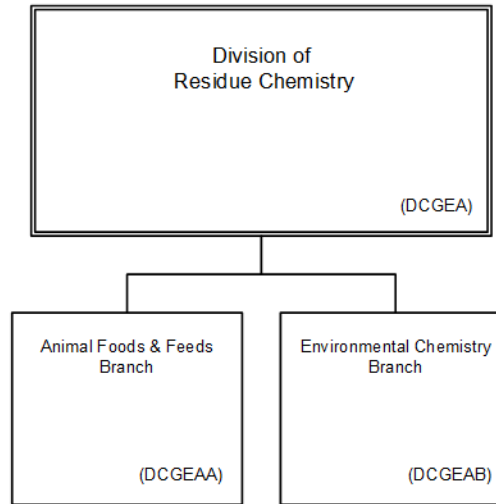 Division of
Residue Chemistry
(DCGEA)
Animal Foods & Feeds
Branch
(DCGEAA)
Environmental Chemistry
Branch
(DCGEAB)